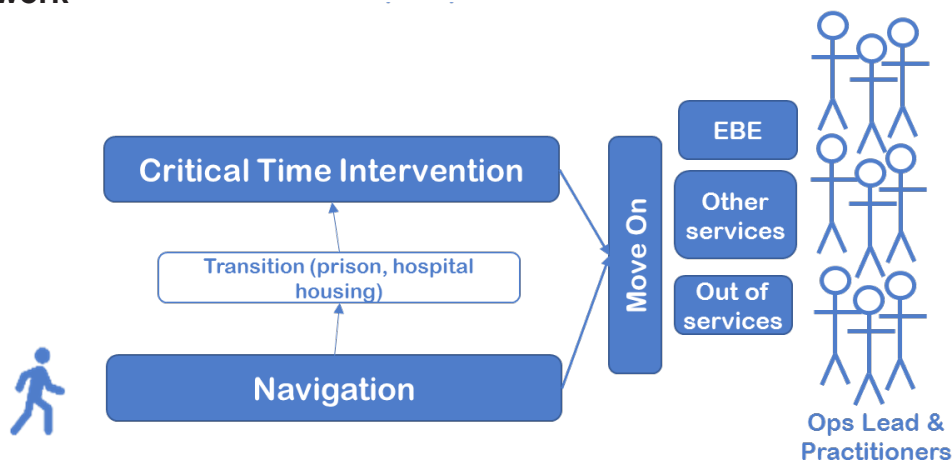 work
Critical Time Intervention
Transition (prison, hospital
housing)
Navigation
Move On
EBE
Other
services
Out of
services
Ops Lead &
Practitioners